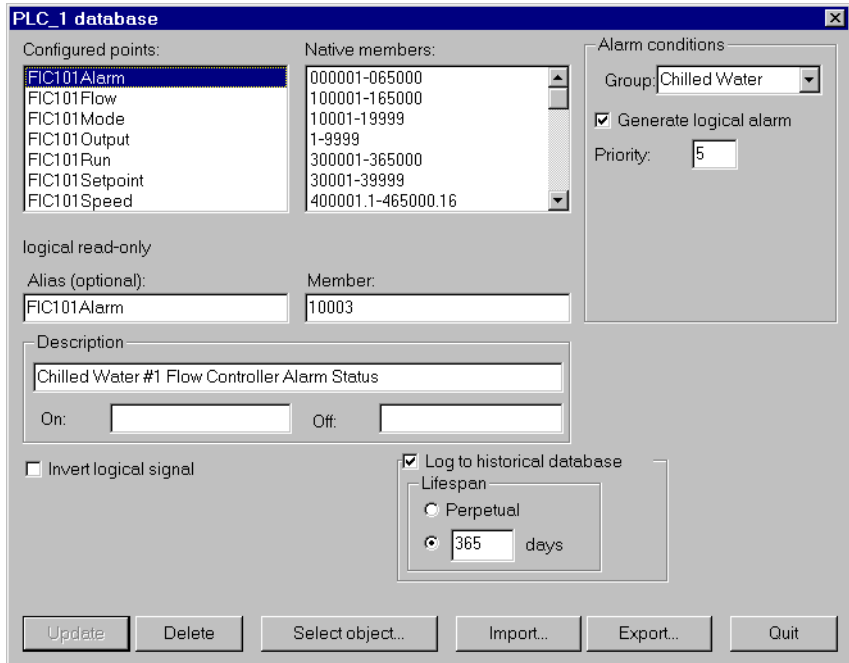 PLC_1 database
Configured points:
FIC101Alarm
FIC101Flow
FIC101Mode
FIC101Output
FIC101Run
FIC101Setpoint
FIC101Speed
Native members:
000001-065000
100001-165000
10001-19999
1-9999
300001-365000
30001-39999
400001.1-465000.16
Alarm conditions
Group: Chilled Water
Generate logical alarm
Priority: 5
logical read-only
Alias (optional):
FIC101Alarm
Member:
10003
Description
Chilled Water #1 Flow Controller Alarm Status
On: Off:
Invert logical signal
Log to historical database
Lifespan
Perpetual
365 days
Update Delete Select object... Import... Export... Quit